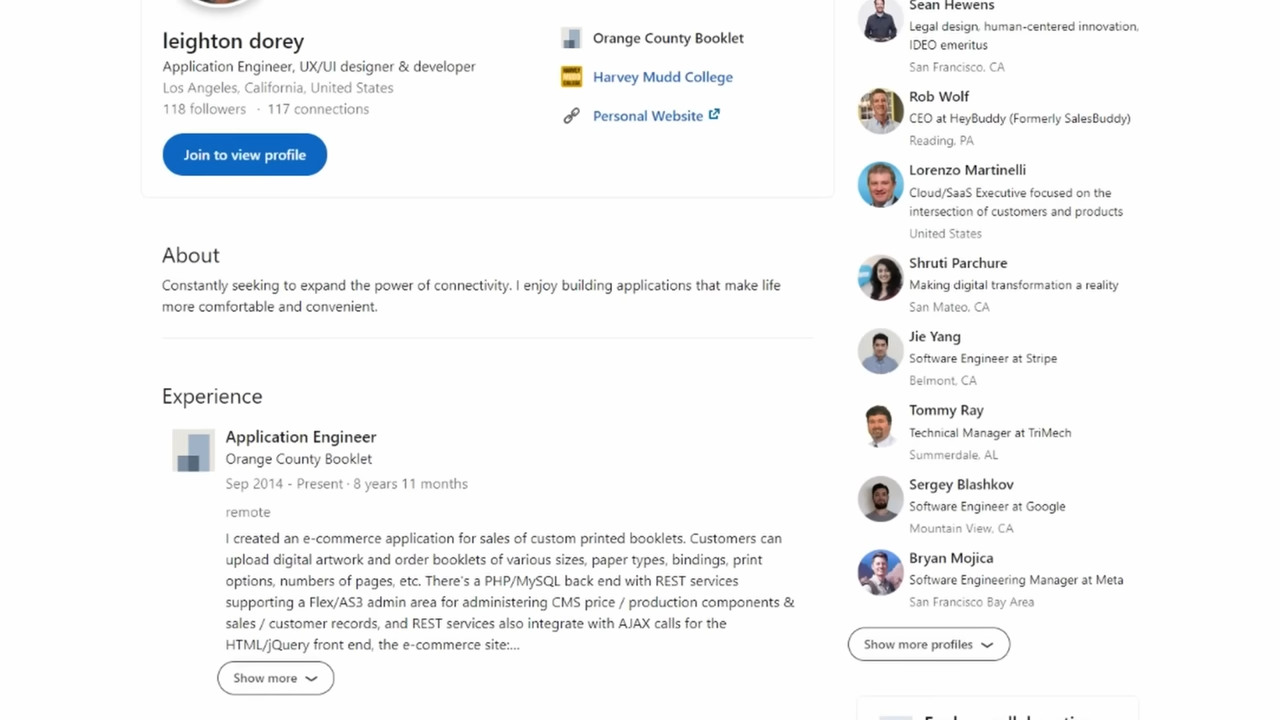 leighton dorey
Application Engineer, UX/UI designer & developer
Los Angeles, California, United States
118 followers · 117 connections
Join to view profile
Orange County Booklet
HARVEY MUDD COLLEGE
Harvey Mudd College
Personal Website
About
Constantly seeking to expand the power of connectivity. I enjoy building applications that make life
more comfortable and convenient.
Experience
Application Engineer
Orange County Booklet
Sep 2014 - Present · 8 years 11 months
remote
I created an e-commerce application for sales of custom printed booklets. Customers can
upload digital artwork and order booklets of various sizes, paper types, bindings, print
options, numbers of pages, etc. There's a PHP/MySQL back end with REST services
supporting a Flex/AS3 admin area for administering CMS price / production components &
sales / customer records, and REST services also integrate with AJAX calls for the
HTML/jQuery front end, the e-commerce site:...
Show more
Sean Hewens
Legal design, human-centered innovation,
IDEO emeritus
San Francisco, CA
Rob Wolf
CEO at HeyBuddy (Formerly SalesBuddy)
Reading, PA
Lorenzo Martinelli
Cloud/SaaS Executive focused on the
intersection of customers and products
United States
Shruti Parchure
Making digital transformation a reality
San Mateo, CA
Jie Yang
Software Engineer at Stripe
Belmont, CA
Tommy Ray
Technical Manager at TriMech
Summerdale, AL
Sergey Blashkov
Software Engineer at Google
Mountain View, CA
Bryan Mojica
Software Engineering Manager at Meta
San Francisco Bay Area
Show more profiles